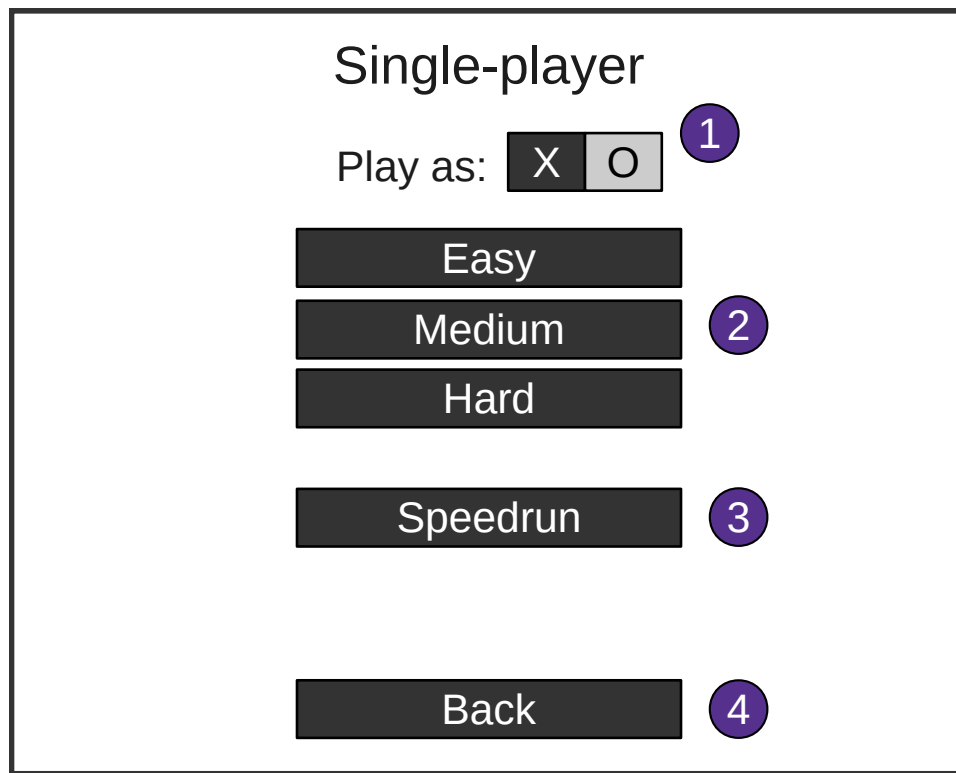 Single-player
1
Play as: X O
Easy
Medium 2
Hard
Speedrun 3
Back 4